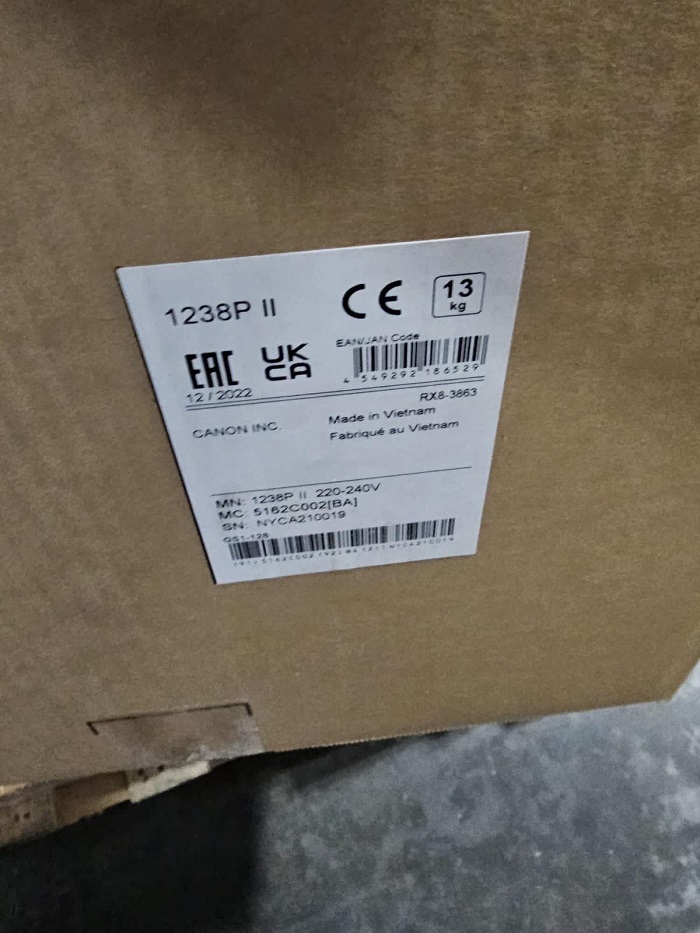 1238P II
CE
13
kg
EAC
UK
CA
EAN/JAN Code
4 549292 186529
12 / 2022
RX8-3863
CANON INC.
Made in Vietnam
Fabriqué au Vietnam
MN: 1238P II 220-240V
MC: 5162C002[BA]
SN: NYCA210019
GS1-128